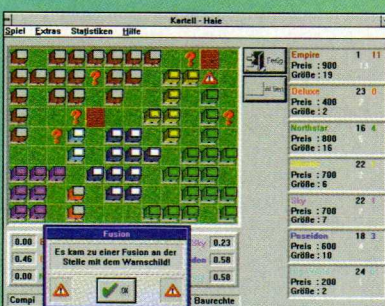 Kartell - Haie
Spiel Extras Statistiken Hilfe
Fertig
Empire 1 11
Preis : 900
Größe : 19
Deluxe 23 0
Preis : 400
Größe : 2
Northstar 16 4
Preis : 800
Größe : 16
22
Preis : 700
Größe : 6
Sky 22 1
Preis : 700
Größe : 7
Poseidon 18 3
Preis : 600
Größe : 10
24
Preis : 200
Größe : 2
Fusion
Es kam zu einer Fusion an der
Stelle mit dem Warnschild!
OK
0.00
0.46
0.00
Sky 0.23
0.58
0.58
Compi
Baurechte